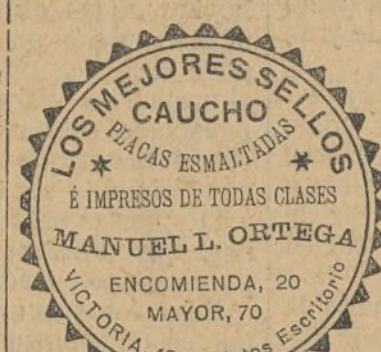 LOS MEJORES SELLOS
CAUCHO
PLACAS ESMALTADAS
É IMPRESOS DE TODAS CLASES
MANUEL L. ORTEGA
ENCOMIENDA, 20
MAYOR, 70
VICTORIA, Escritorio